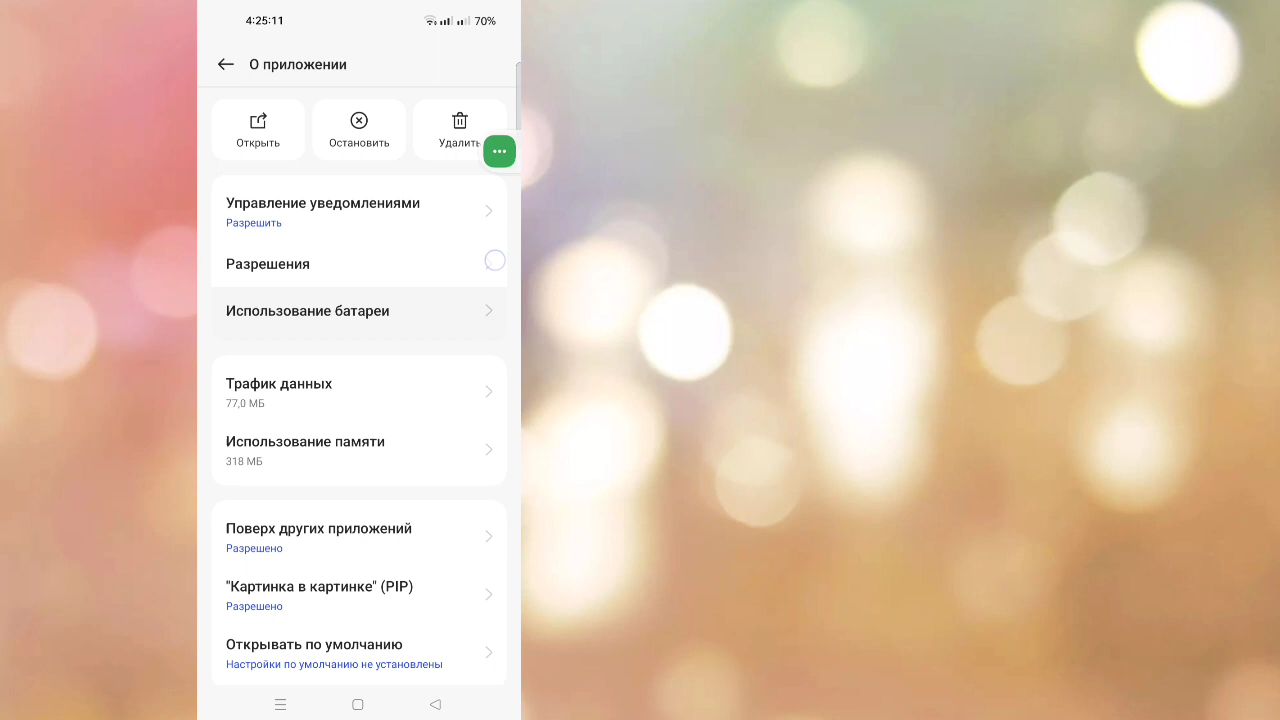 4:25:11
70%
О приложении
Открыть
Остановить
Удалить
Управление уведомлениями
Разрешить
Разрешения
Использование батареи
Трафик данных
77,0 МБ
Использование памяти
318 МБ
Поверх других приложений
Разрешено
"Картинка в картинке" (PIP)
Разрешено
Открывать по умолчанию
Настройки по умолчанию не установлены